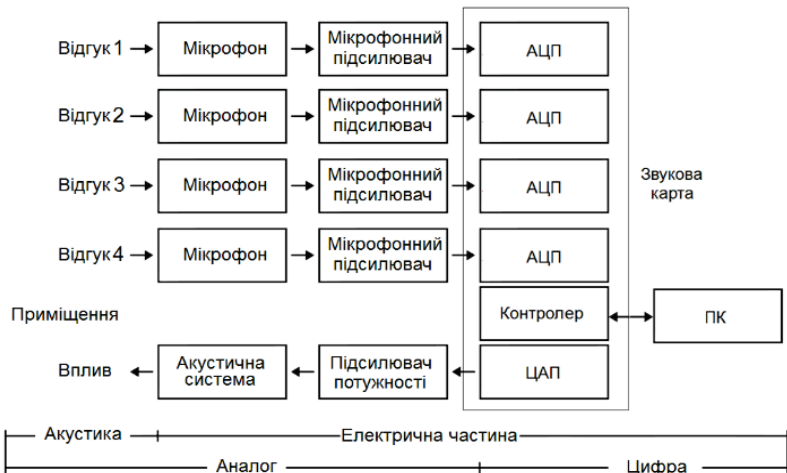 Відгук 1 Мікрофон Мікрофонний підсилювач АЦП
Відгук 2 Мікрофон Мікрофонний підсилювач АЦП
Відгук 3 Мікрофон Мікрофонний підсилювач АЦП
Звукова карта
Відгук 4 Мікрофон Мікрофонний підсилювач АЦП
Приміщення Контролер ПК
Вплив Акустична система Підсилювач потужності ЦАП
Акустика Електрична частина
Аналог Цифра